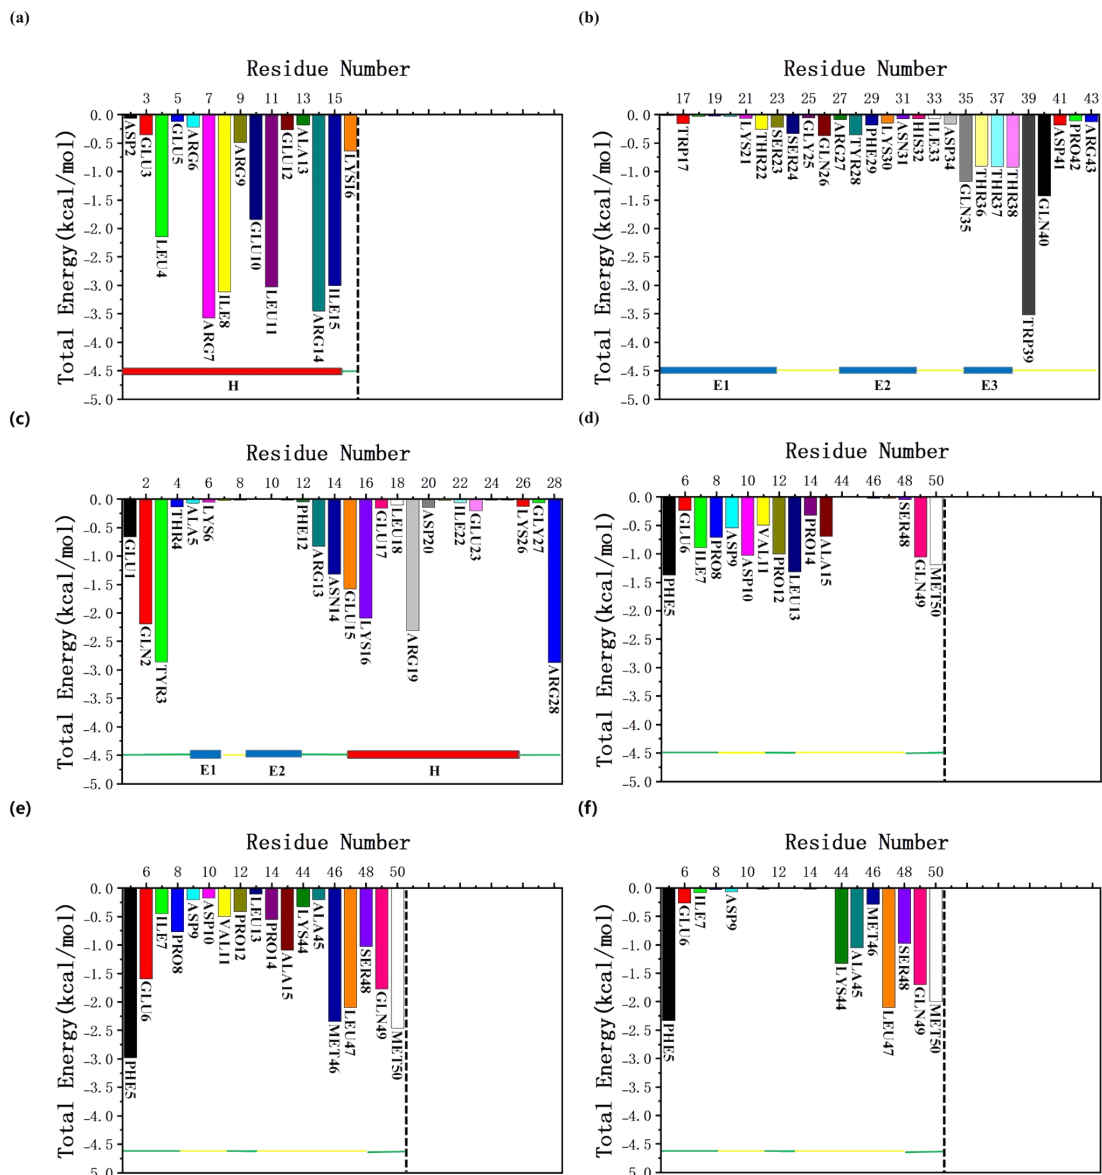 (a)
Residue Number
3 5 7 9 11 13 15
Total Energy(kcal/mol)
0.0
-0.5
-1.0
-1.5
-2.0
-2.5
-3.0
-3.5
-4.0
-4.5
-5.0
ASP2
GLU3
LEU4
GLU5
ARG6
ARG7
ILE8
ARG9
GLU10
LEU11
GLU12
ALA13
ARG14
ILE15
LYS16
H
(b)
Residue Number
17 19 21 23 25 27 29 31 33 35 37 39 41 43
Total Energy(kcal/mol)
0.0
-0.5
-1.0
-1.5
-2.0
-2.5
-3.0
-3.5
-4.0
-4.5
-5.0
TRP17
LYS21
THR22
SER23
SER24
GLY25
GLN26
ARG27
TYR28
PHE29
LYS30
ASN31
HIS32
ILE33
ASP34
GLN35
THR36
THR37
THR38
TRP39
GLN40
ASP41
PRO42
ARG43
E1 E2 E3
(c)
Residue Number
2 4 6 8 10 12 14 16 18 20 22 24 26 28
Total Energy(kcal/mol)
0.0
-0.5
-1.0
-1.5
-2.0
-2.5
-3.0
-3.5
-4.0
-4.5
-5.0
GLU1
GLN2
TYR3
THR4
ALA5
LYS6
PHE12
ARG13
ASN14
GLU15
LYS16
GLU17
LEU18
ARG19
ASP20
ILE22
GLU23
LYS26
GLY27
ARG28
E1 E2 H
(d)
Residue Number
6 8 10 12 14 44 46 48 50
Total Energy(kcal/mol)
0.0
-0.5
-1.0
-1.5
-2.0
-2.5
-3.0
-3.5
-4.0
-4.5
-5.0
PHE5
GLU6
ILE7
PRO8
ASP9
ASP10
VAL11
PRO12
LEU13
PRO14
ALA15
SER48
GLN49
MET50
(e)
Residue Number
6 8 10 12 14 44 46 48 50
Total Energy(kcal/mol)
0.0
-0.5
-1.0
-1.5
-2.0
-2.5
-3.0
-3.5
-4.0
-4.5
-5.0
PHE5
GLU6
ILE7
PRO8
ASP9
ASP10
VAL11
PRO12
LEU13
PRO14
ALA15
LYS44
ALA45
MET46
LEU47
SER48
GLN49
MET50
(f)
Residue Number
6 8 10 12 14 44 46 48 50
Total Energy(kcal/mol)
0.0
-0.5
-1.0
-1.5
-2.0
-2.5
-3.0
-3.5
-4.0
-4.5
-5.0
PHE5
GLU6
ILE7
ASP9
LYS44
ALA45
MET46
LEU47
SER48
GLN49
MET50